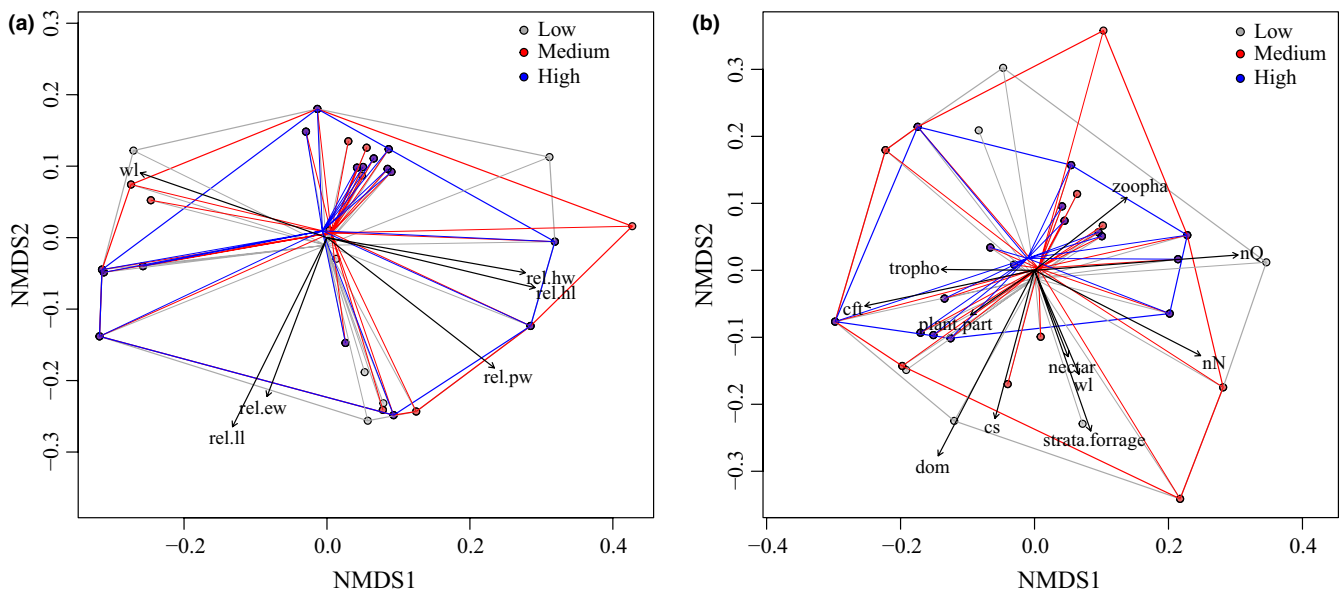 (a)
Low
Medium
High
0.3
0.2
0.1
0.0
−0.1
−0.2
−0.3
NMDS2
wl
rel.hw
rel.hl
rel.pw
rel.ew
rel.ll
−0.2
0.0
0.2
0.4
NMDS1
(b)
Low
Medium
High
0.3
0.2
0.1
0.0
−0.1
−0.2
−0.3
NMDS2
zoopha
nQ
tropho
cft
plant.part
nectar
wl
nN
cs
strata.forrage
dom
−0.4
−0.2
0.0
0.2
0.4
NMDS1